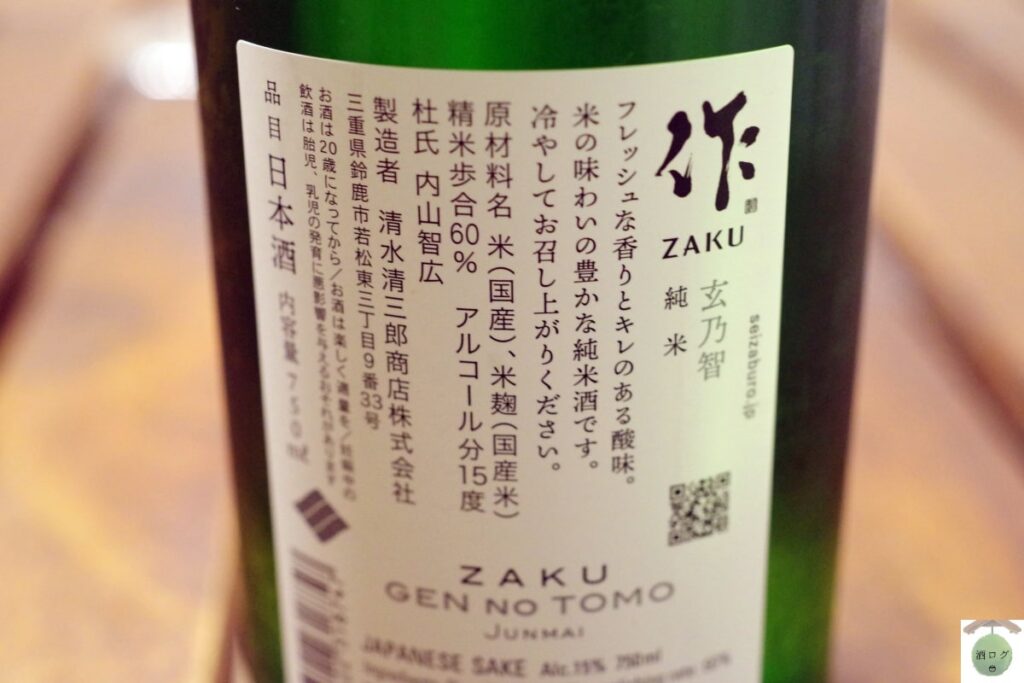 作
ZAKU
玄乃智
純米
seizaburo.jp
フレッシュな香りとキレのある酸味。
米の味わいの豊かな純米酒です。
冷やしてお召し上がりください。
原材料名 米(国産)、米麹(国産米)
精米歩合60% アルコール分15度
杜氏 内山智広
製造者 清水清三郎商店株式会社
三重県鈴鹿市若松東三丁目9番33号
お酒は20歳になってから/お酒は楽しく適量を/妊娠中の
飲酒は胎児、乳児の発育に悪影響を与えるおそれがあります
品目 日本酒 内容量 750ml
ZAKU
GEN NO TOMO
JUNMAI
JAPANESE SAKE Alc.15% 750ml
酒ログ